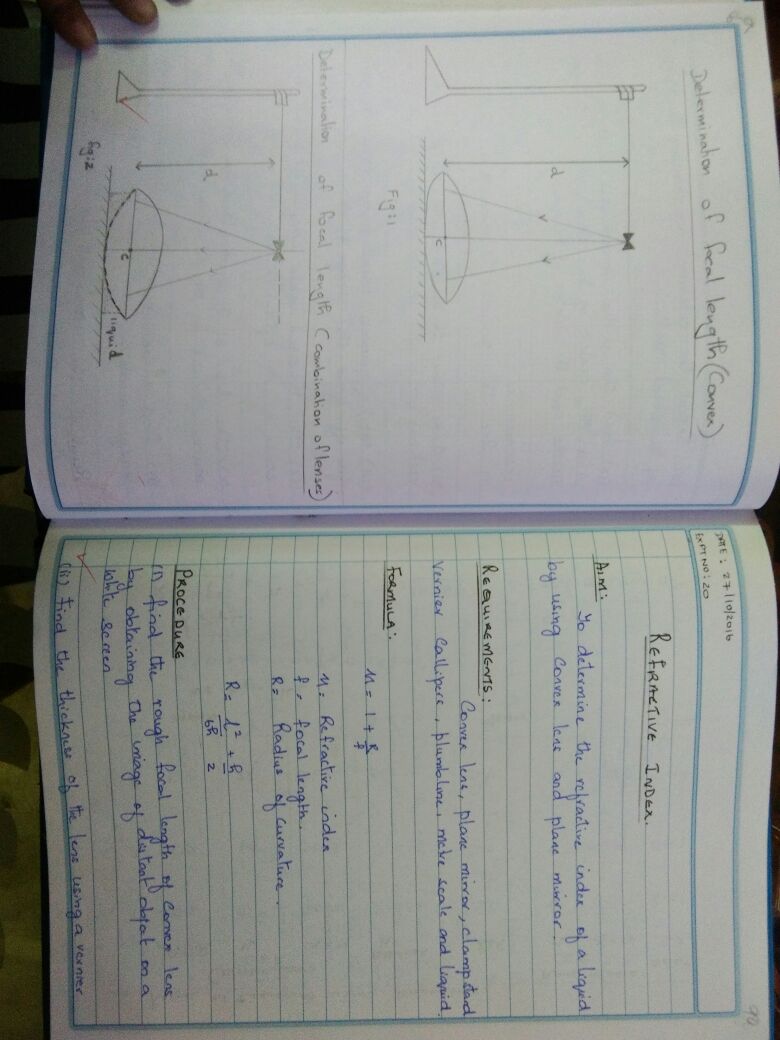 89
Determination of focal length (Convex)
d
C
Fig:1
Determination of focal length (combination of lenses)
d
C
liquid
fig:2
90
DATE: 27/10/2016
EXPT NO: 20
REFRACTIVE INDEX.
AIM:
To determine the refractive index of a liquid
by using Convex lens and plane mirror.
REQUIREMENTS:
Convex lens, plane mirror, clamp stand
vernier callipers, plumbline, metre scale and liquid
FORMULA:
μ = 1 + R/f
μ = Refractive index
f = focal length.
R = Radius of curvature.
R = l²/6h + h/2
PROCEDURE
(i) find the rough focal length of convex lens
by obtaining the image of distant object on a
white screen
(ii) find the thickness of the lens using a vernier